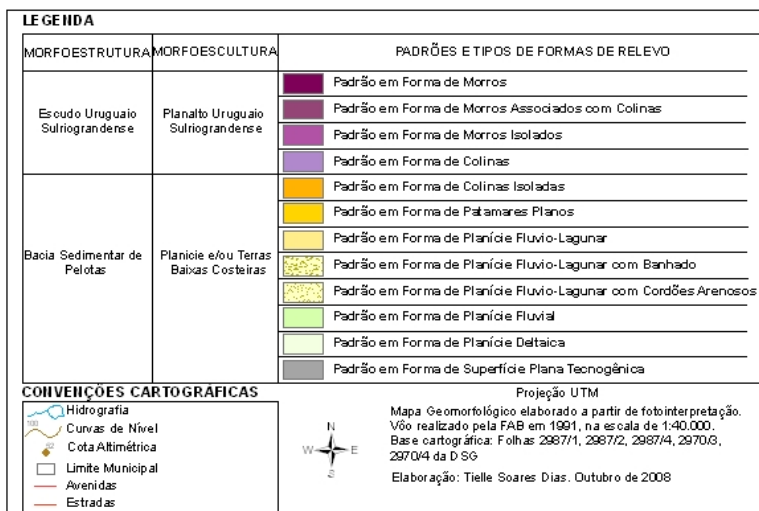 LEGENDA
MORFOESTRUTURA MORFOESCULTURA PADRÕES E TIPOS DE FORMAS DE RELEVO
Escudo Uruguaio
Sulriograndense
Planalto Uruguaio
Sulriograndense
Padrão em Forma de Morros
Padrão em Forma de Morros Associados com Colinas
Padrão em Forma de Morros Isolados
Padrão em Forma de Colinas
Bacia Sedimentar de
Pelotas
Planicie e/ou Terras
Baixas Costeiras
Padrão em Forma de Colinas Isoladas
Padrão em Forma de Patamares Planos
Padrão em Forma de Planície Fluvio-Lagunar
Padrão em Forma de Planície Fluvio-Lagunar com Banhado
Padrão em Forma de Planície Fluvio-Lagunar com Cordões Arenosos
Padrão em Forma de Planície Fluvial
Padrão em Forma de Planície Deltaica
Padrão em Forma de Superfície Plana Tecnogênica
CONVENÇÕES CARTOGRÁFICAS
Hidrografia
100
Curvas de Nível
Cota Altimétrica
Limite Municipal
Avenidas
Estradas
N
W E
S
Projeção UTM
Mapa Geomorfológico elaborado a partir de fotointerpretação.
Vôo realizado pela FAB em 1991, na escala de 1:40.000.
Base cartográfica: Folhas 2987/1, 2987/2, 2987/4, 2970/3,
2970/4 da DSG
Elaboração: Tielle Soares Dias. Outubro de 2008